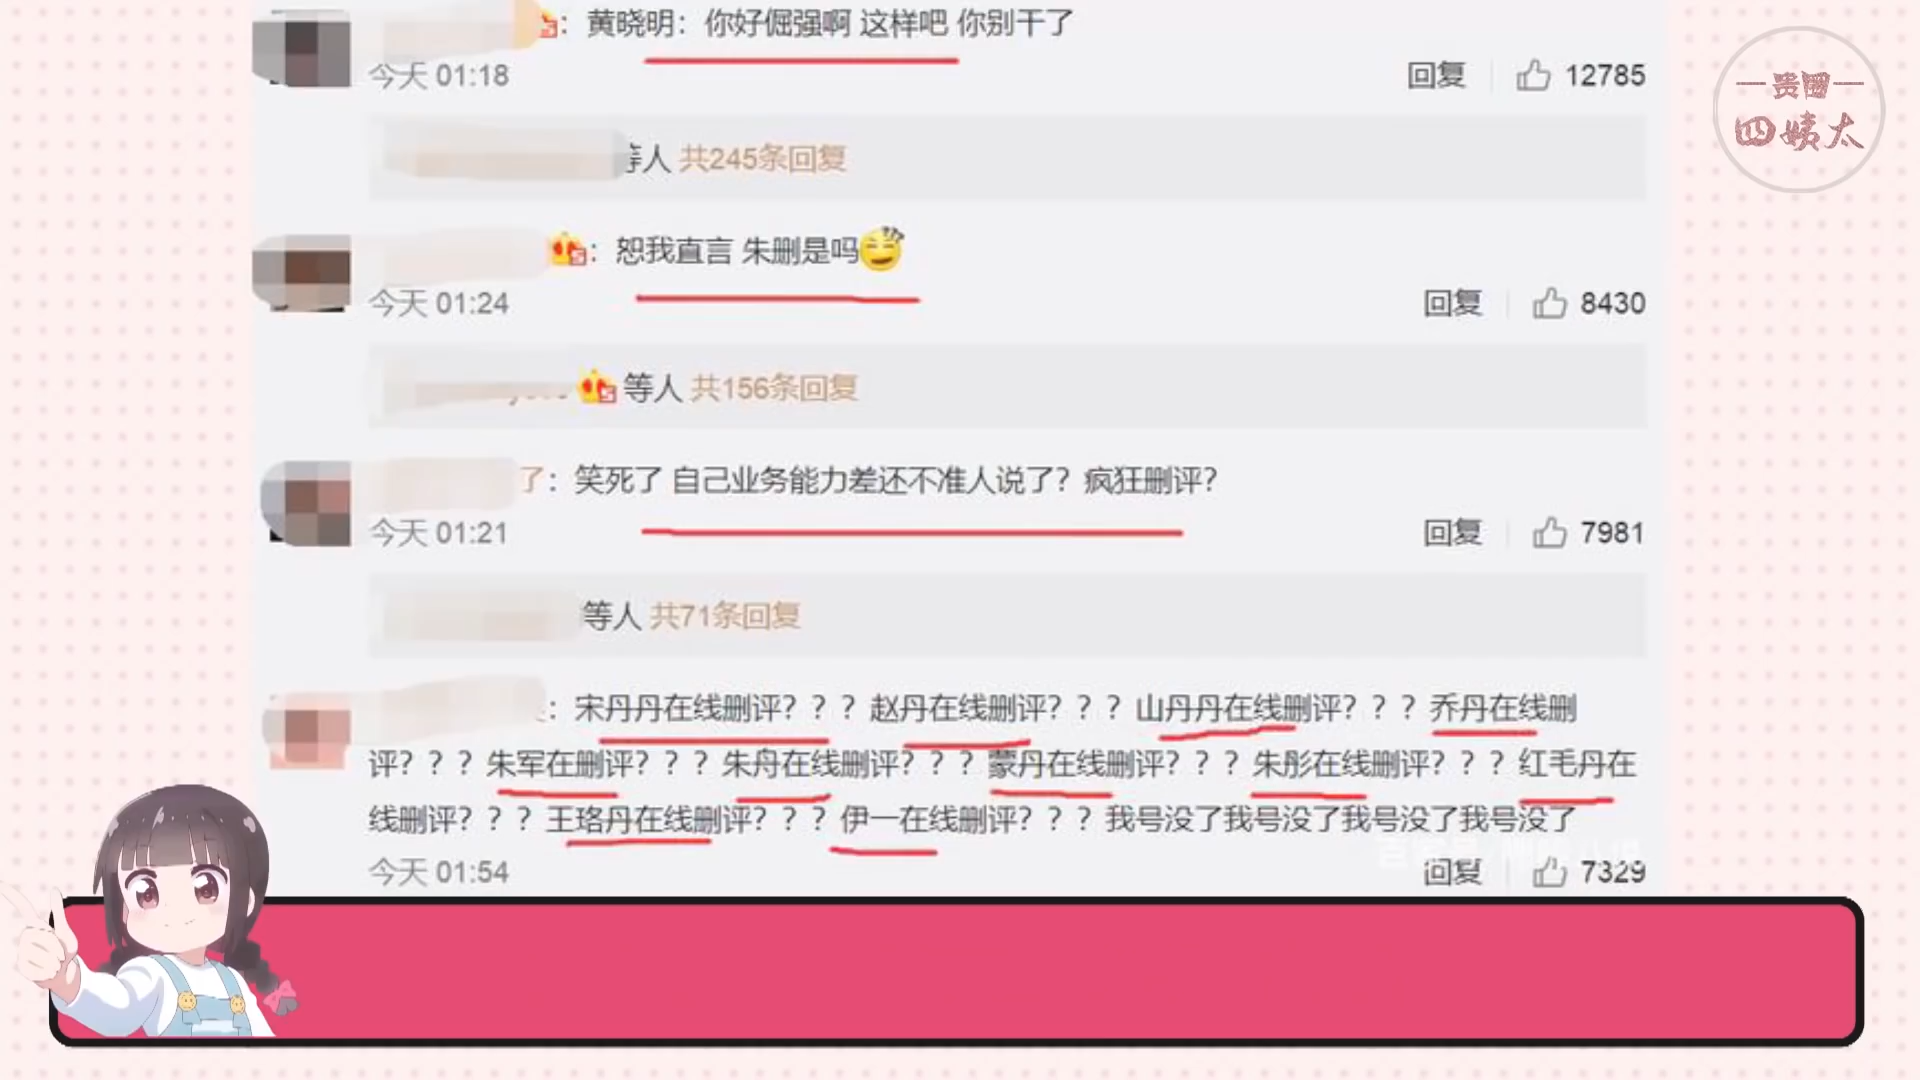 ：黄晓明：你好倔强啊 这样吧 你别干了
今天 01:18
回复
12785
等人 共245条回复
：恕我直言 朱删是吗
今天 01:24
回复
8430
等人 共156条回复
了：笑死了 自己业务能力差还不准人说了？疯狂删评？
今天 01:21
回复
7981
等人 共71条回复
：宋丹丹在线删评？？？赵丹在线删评？？？山丹丹在线删评？？？乔丹在线删
评？？？朱军在删评？？？朱舟在线删评？？？蒙丹在线删评？？？朱彤在线删评？？？红毛丹在
线删评？？？王珞丹在线删评？？？伊一在线删评？？？我号没了我号没了我号没了我号没了
今天 01:54
回复
7329
贵圈
四姨太